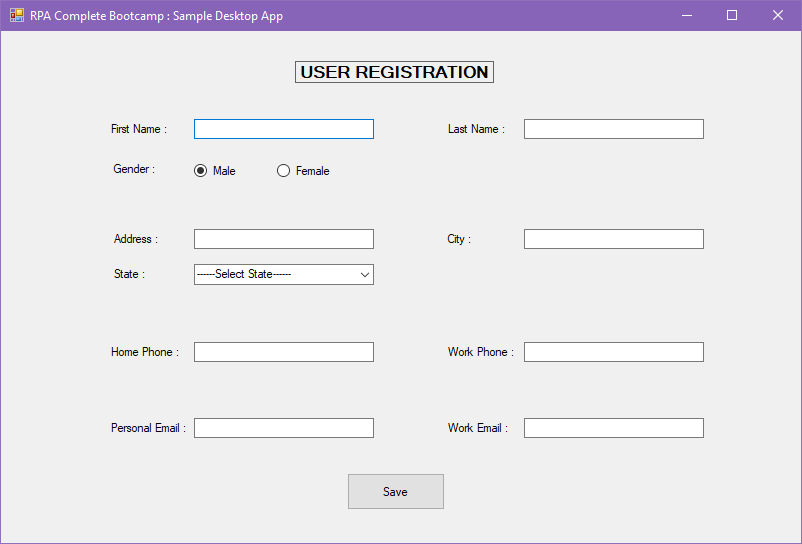 RPA Complete Bootcamp : Sample Desktop App
USER REGISTRATION
First Name :
Last Name :
Gender :
Male
Female
Address :
City :
State :
------Select State------
Home Phone :
Work Phone :
Personal Email :
Work Email :
Save